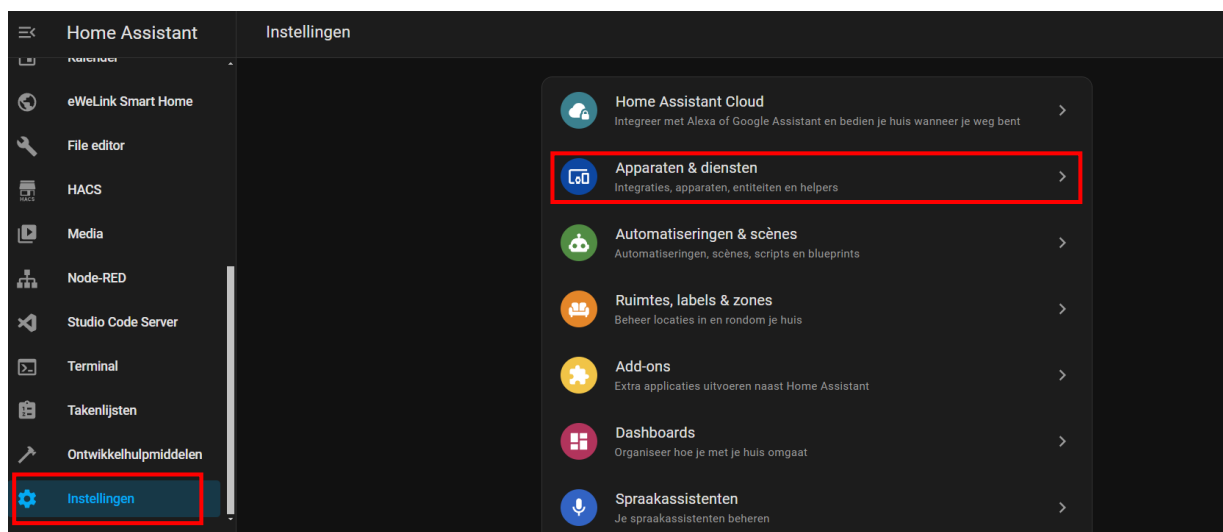 Home Assistant
Instellingen
Kalender
eWeLink Smart Home
File editor
HACS
HACS
Media
Node-RED
Studio Code Server
Terminal
Takenlijsten
Ontwikkelhulpmiddelen
Instellingen
Home Assistant Cloud
Integreer met Alexa of Google Assistant en bedien je huis wanneer je weg bent
Apparaten & diensten
Integraties, apparaten, entiteiten en helpers
Automatiseringen & scènes
Automatiseringen, scènes, scripts en blueprints
Ruimtes, labels & zones
Beheer locaties in en rondom je huis
Add-ons
Extra applicaties uitvoeren naast Home Assistant
Dashboards
Organiseer hoe je met je huis omgaat
Spraakassistenten
Je spraakassistenten beheren